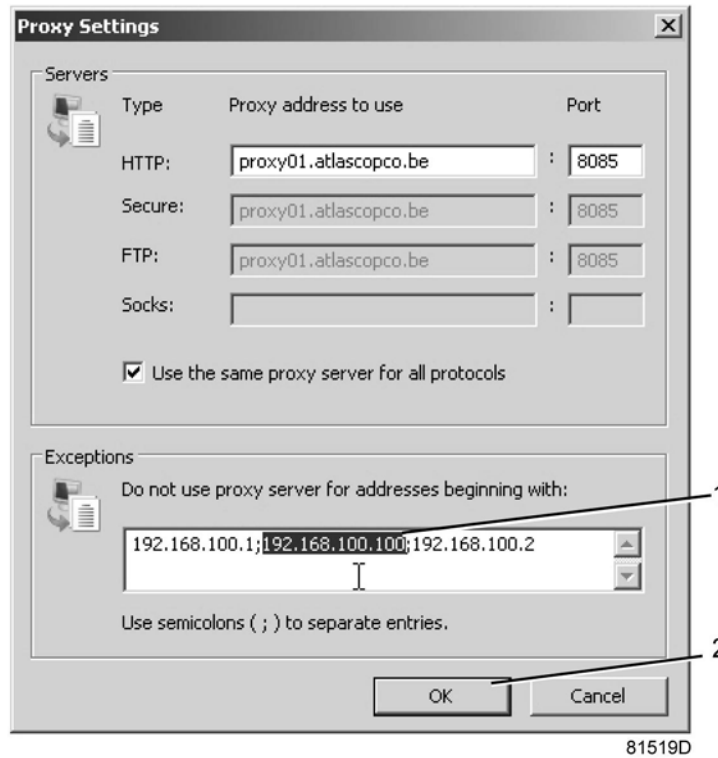 Proxy Settings
Servers
Type Proxy address to use Port
HTTP: proxy01.atlascopco.be : 8085
Secure: proxy01.atlascopco.be : 8085
FTP: proxy01.atlascopco.be : 8085
Socks: :
Use the same proxy server for all protocols
Exceptions
Do not use proxy server for addresses beginning with:
1
192.168.100.1;192.168.100.100;192.168.100.2
Use semicolons ( ; ) to separate entries.
2
OK Cancel
81519D